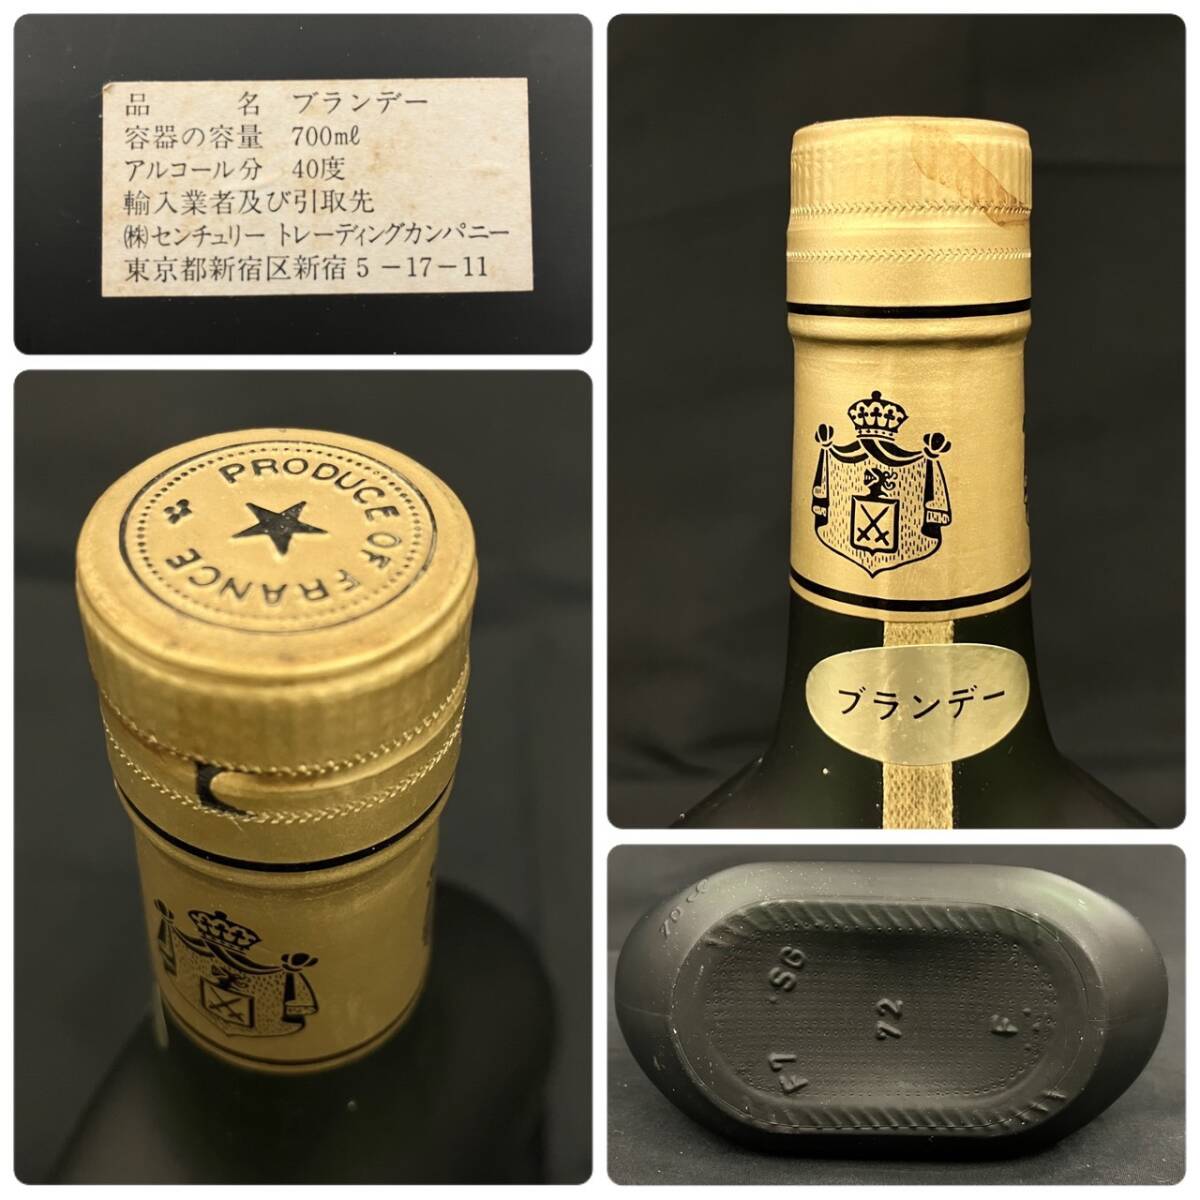 品　　　名　ブランデー
容器の容量　700mℓ
アルコール分　40度
輸入業者及び引取先
㈱センチュリー トレーディングカンパニー
東京都新宿区新宿5－17－11
PRODUCE OF FRANCE
ブランデー
70 cl
SG
72
F7
F.